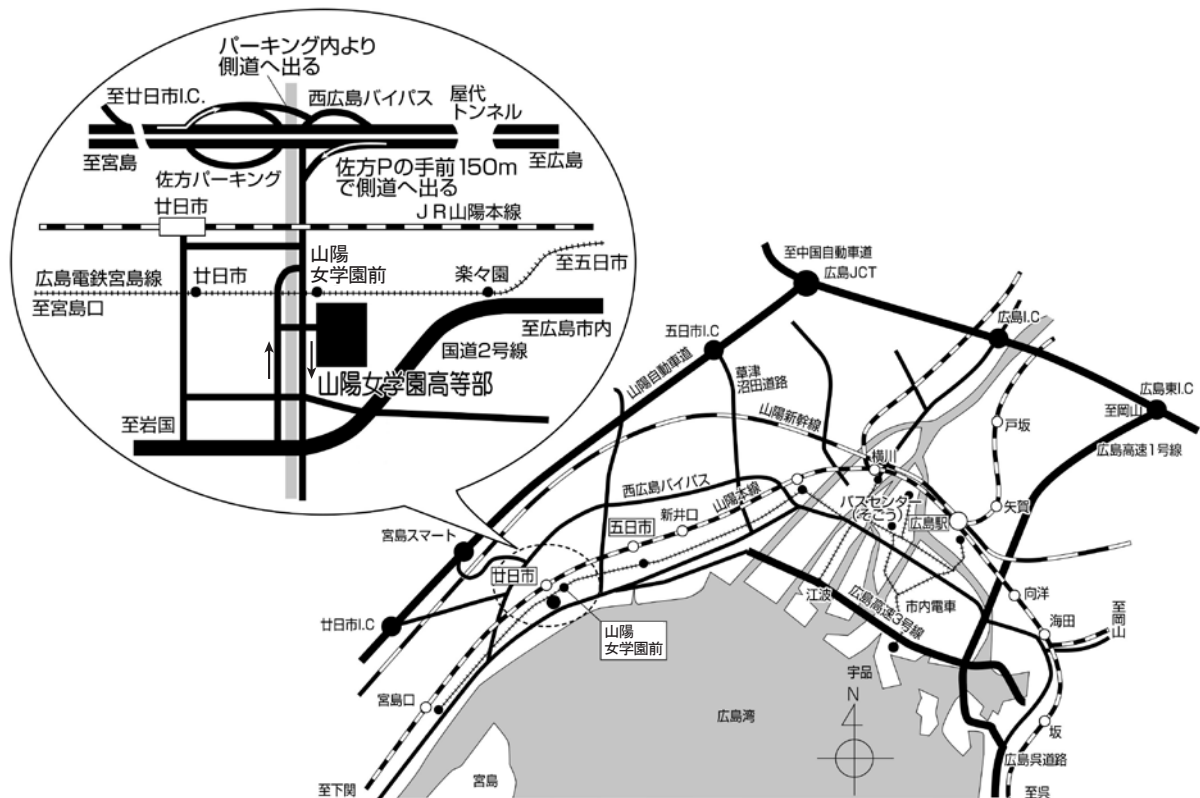 パーキング内より
側道へ出る
至廿日市I.C.
西広島バイパス
屋代
トンネル
至宮島
至広島
佐方パーキング
佐方Pの手前150m
で側道へ出る
廿日市
JR山陽本線
山陽
女学園前
広島電鉄宮島線
廿日市
楽々園
至五日市
至宮島口
至広島市内
国道2号線
山陽女学園高等部
至岩国
至中国自動車道
広島JCT
五日市I.C
広島I.C
山陽自動車道
草津
沼田道路
広島東I.C
至岡山
山陽新幹線
戸坂
広島高速1号線
横川
西広島バイパス
山陽本線
バスセンター
(そごう)
矢賀
新井口
五日市
広島駅
宮島スマート
廿日市
江波
広島高速3号線
市内電車
向洋
海田
至岡山
廿日市I.C
山陽
女学園前
宇品
宮島口
N
広島湾
坂
広島呉道路
宮島
至下関
至呉